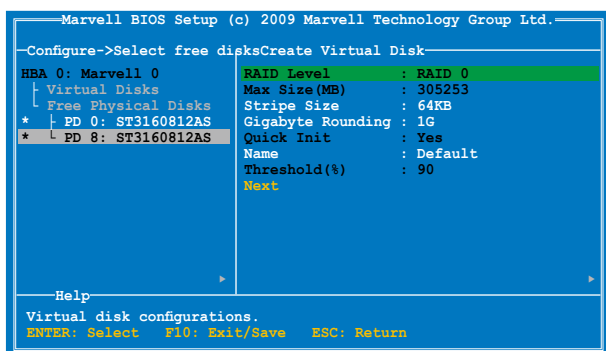 Marvell BIOS Setup (c) 2009 Marvell Technology Group Ltd.
Configure->Select free disksCreate Virtual Disk
HBA 0: Marvell 0
Virtual Disks
Free Physical Disks
* PD 0: ST3160812AS
* PD 8: ST3160812AS
RAID Level : RAID 0
Max Size(MB) : 305253
Stripe Size : 64KB
Gigabyte Rounding : 1G
Quick Init : Yes
Name : Default
Threshold(%) : 90
Next
Help
Virtual disk configurations.
ENTER: Select F10: Exit/Save ESC: Return